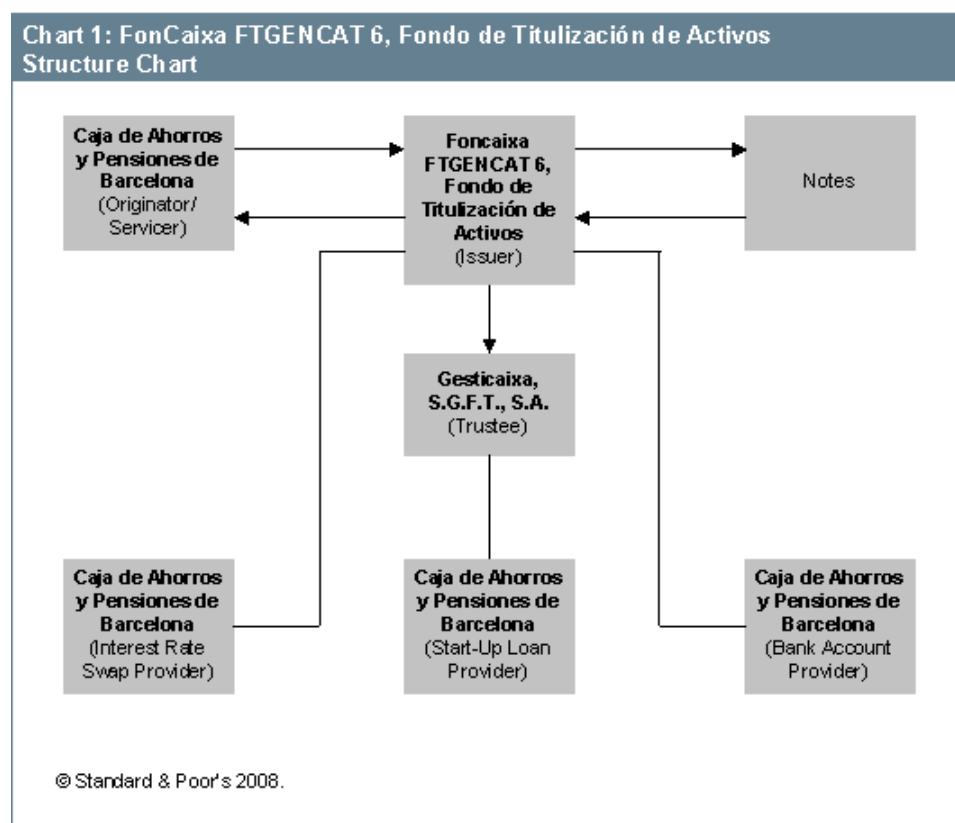 Chart 1: FonCaixa FTGENCAT 6, Fondo de Titulización de Activos
Structure Chart
Caja de Ahorros
y Pensiones de
Barcelona
(Originator/
Servicer)
Foncaixa
FTGENCAT 6,
Fondo de
Titulización de
Activos
(Issuer)
Notes
Gesticaixa,
S.G.F.T., S.A.
(Trustee)
Caja de Ahorros
y Pensiones de
Barcelona
(Interest Rate
Swap Provider)
Caja de Ahorros
y Pensiones de
Barcelona
(Start-Up Loan
Provider)
Caja de Ahorros
y Pensiones de
Barcelona
(Bank Account
Provider)
© Standard & Poor's 2008.